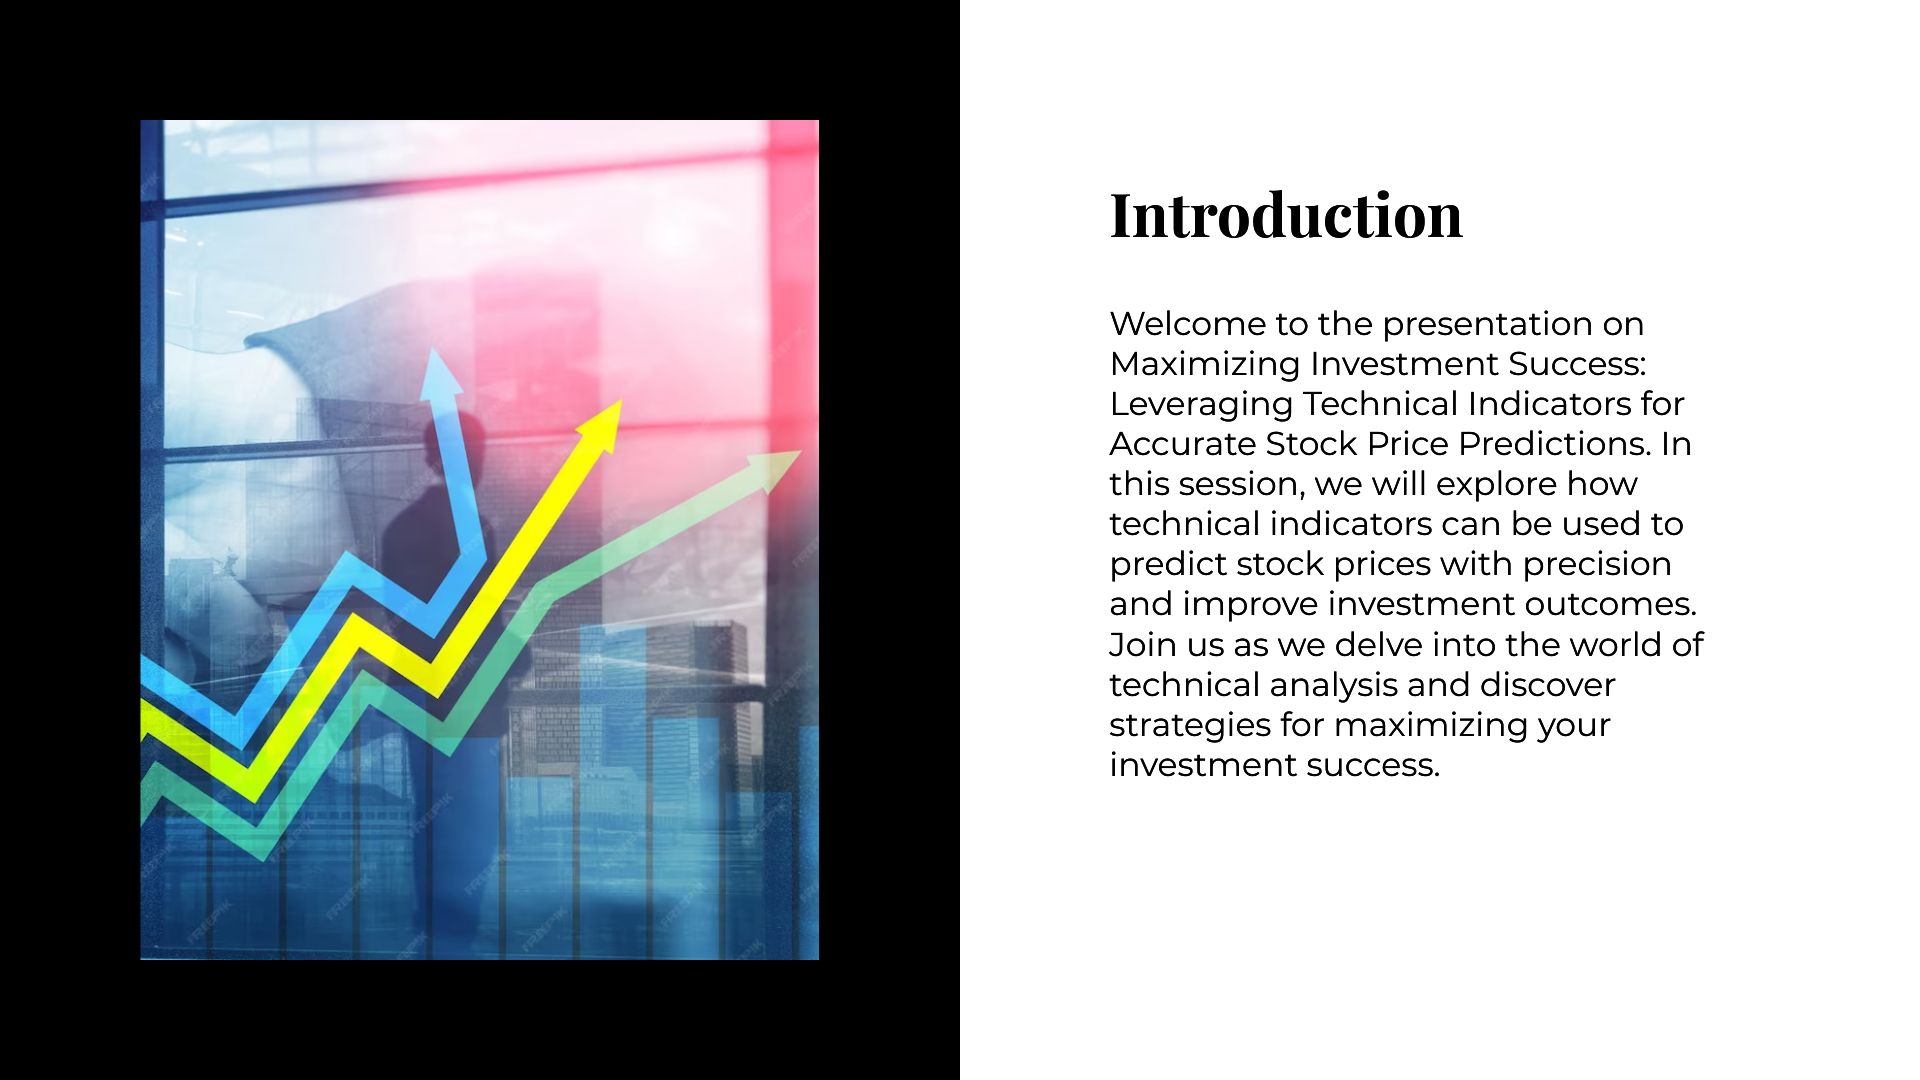 Introduction
Welcome to the presentation on
Maximizing Investment Success:
Leveraging Technical Indicators for
Accurate Stock Price Predictions. In
this session, we will explore how
technical indicators can be used to
predict stock prices with precision
and improve investment outcomes.
Join us as we delve into the world of
technical analysis and discover
strategies for maximizing your
investment success.